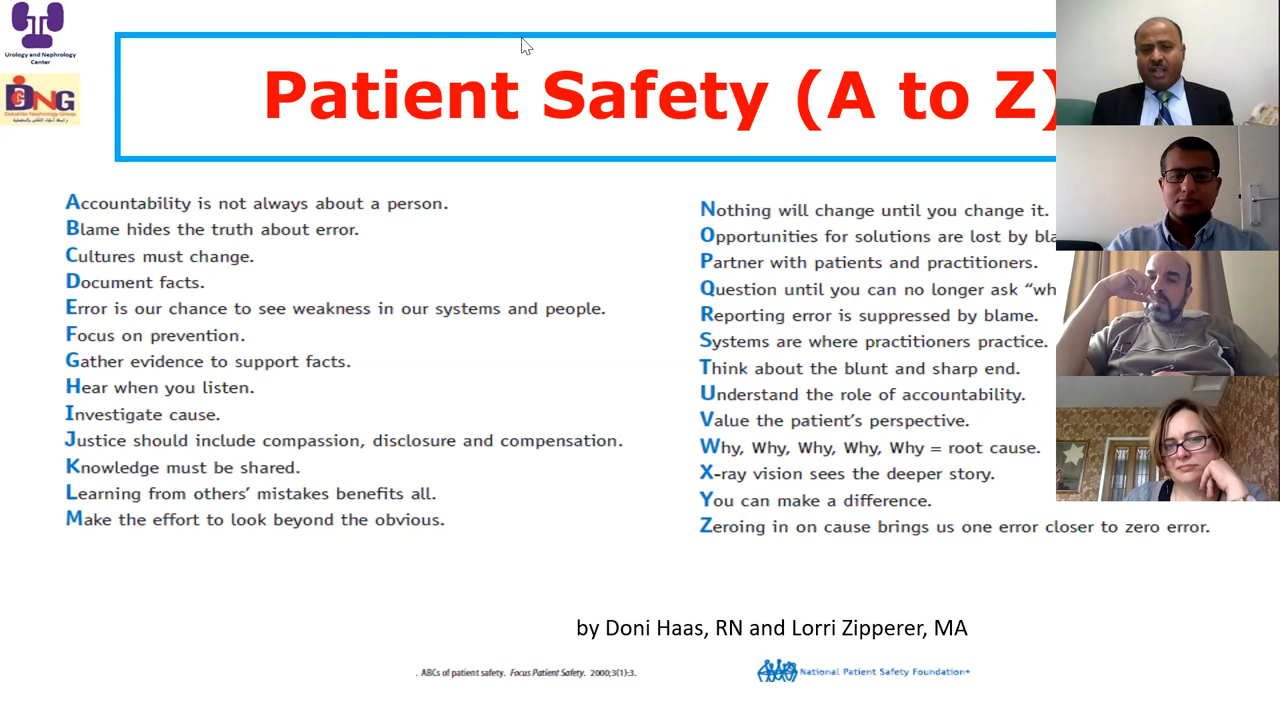 Urology and Nephrology
Center
DNG
Dakahlia Nephrology Group
Patient Safety (A to Z)
Accountability is not always about a person.
Blame hides the truth about error.
Cultures must change.
Document facts.
Error is our chance to see weakness in our systems and people.
Focus on prevention.
Gather evidence to support facts.
Hear when you listen.
Investigate cause.
Justice should include compassion, disclosure and compensation.
Knowledge must be shared.
Learning from others’ mistakes benefits all.
Make the effort to look beyond the obvious.
Nothing will change until you change it.
Opportunities for solutions are lost by
Partner with patients and practitioners.
Question until you can no longer ask
Reporting error is suppressed by blame.
Systems are where practitioners practice.
Think about the blunt and sharp end.
Understand the role of accountability.
Value the patient’s perspective.
Why, Why, Why, Why, Why = root cause.
X-ray vision sees the deeper story.
You can make a difference.
Zeroing in on cause brings us one error closer to zero error.
by Doni Haas, RN and Lorri Zipperer, MA
. ABCs of patient safety. Focus Patient Safety. 2000;3(1):3.
National Patient Safety Foundation